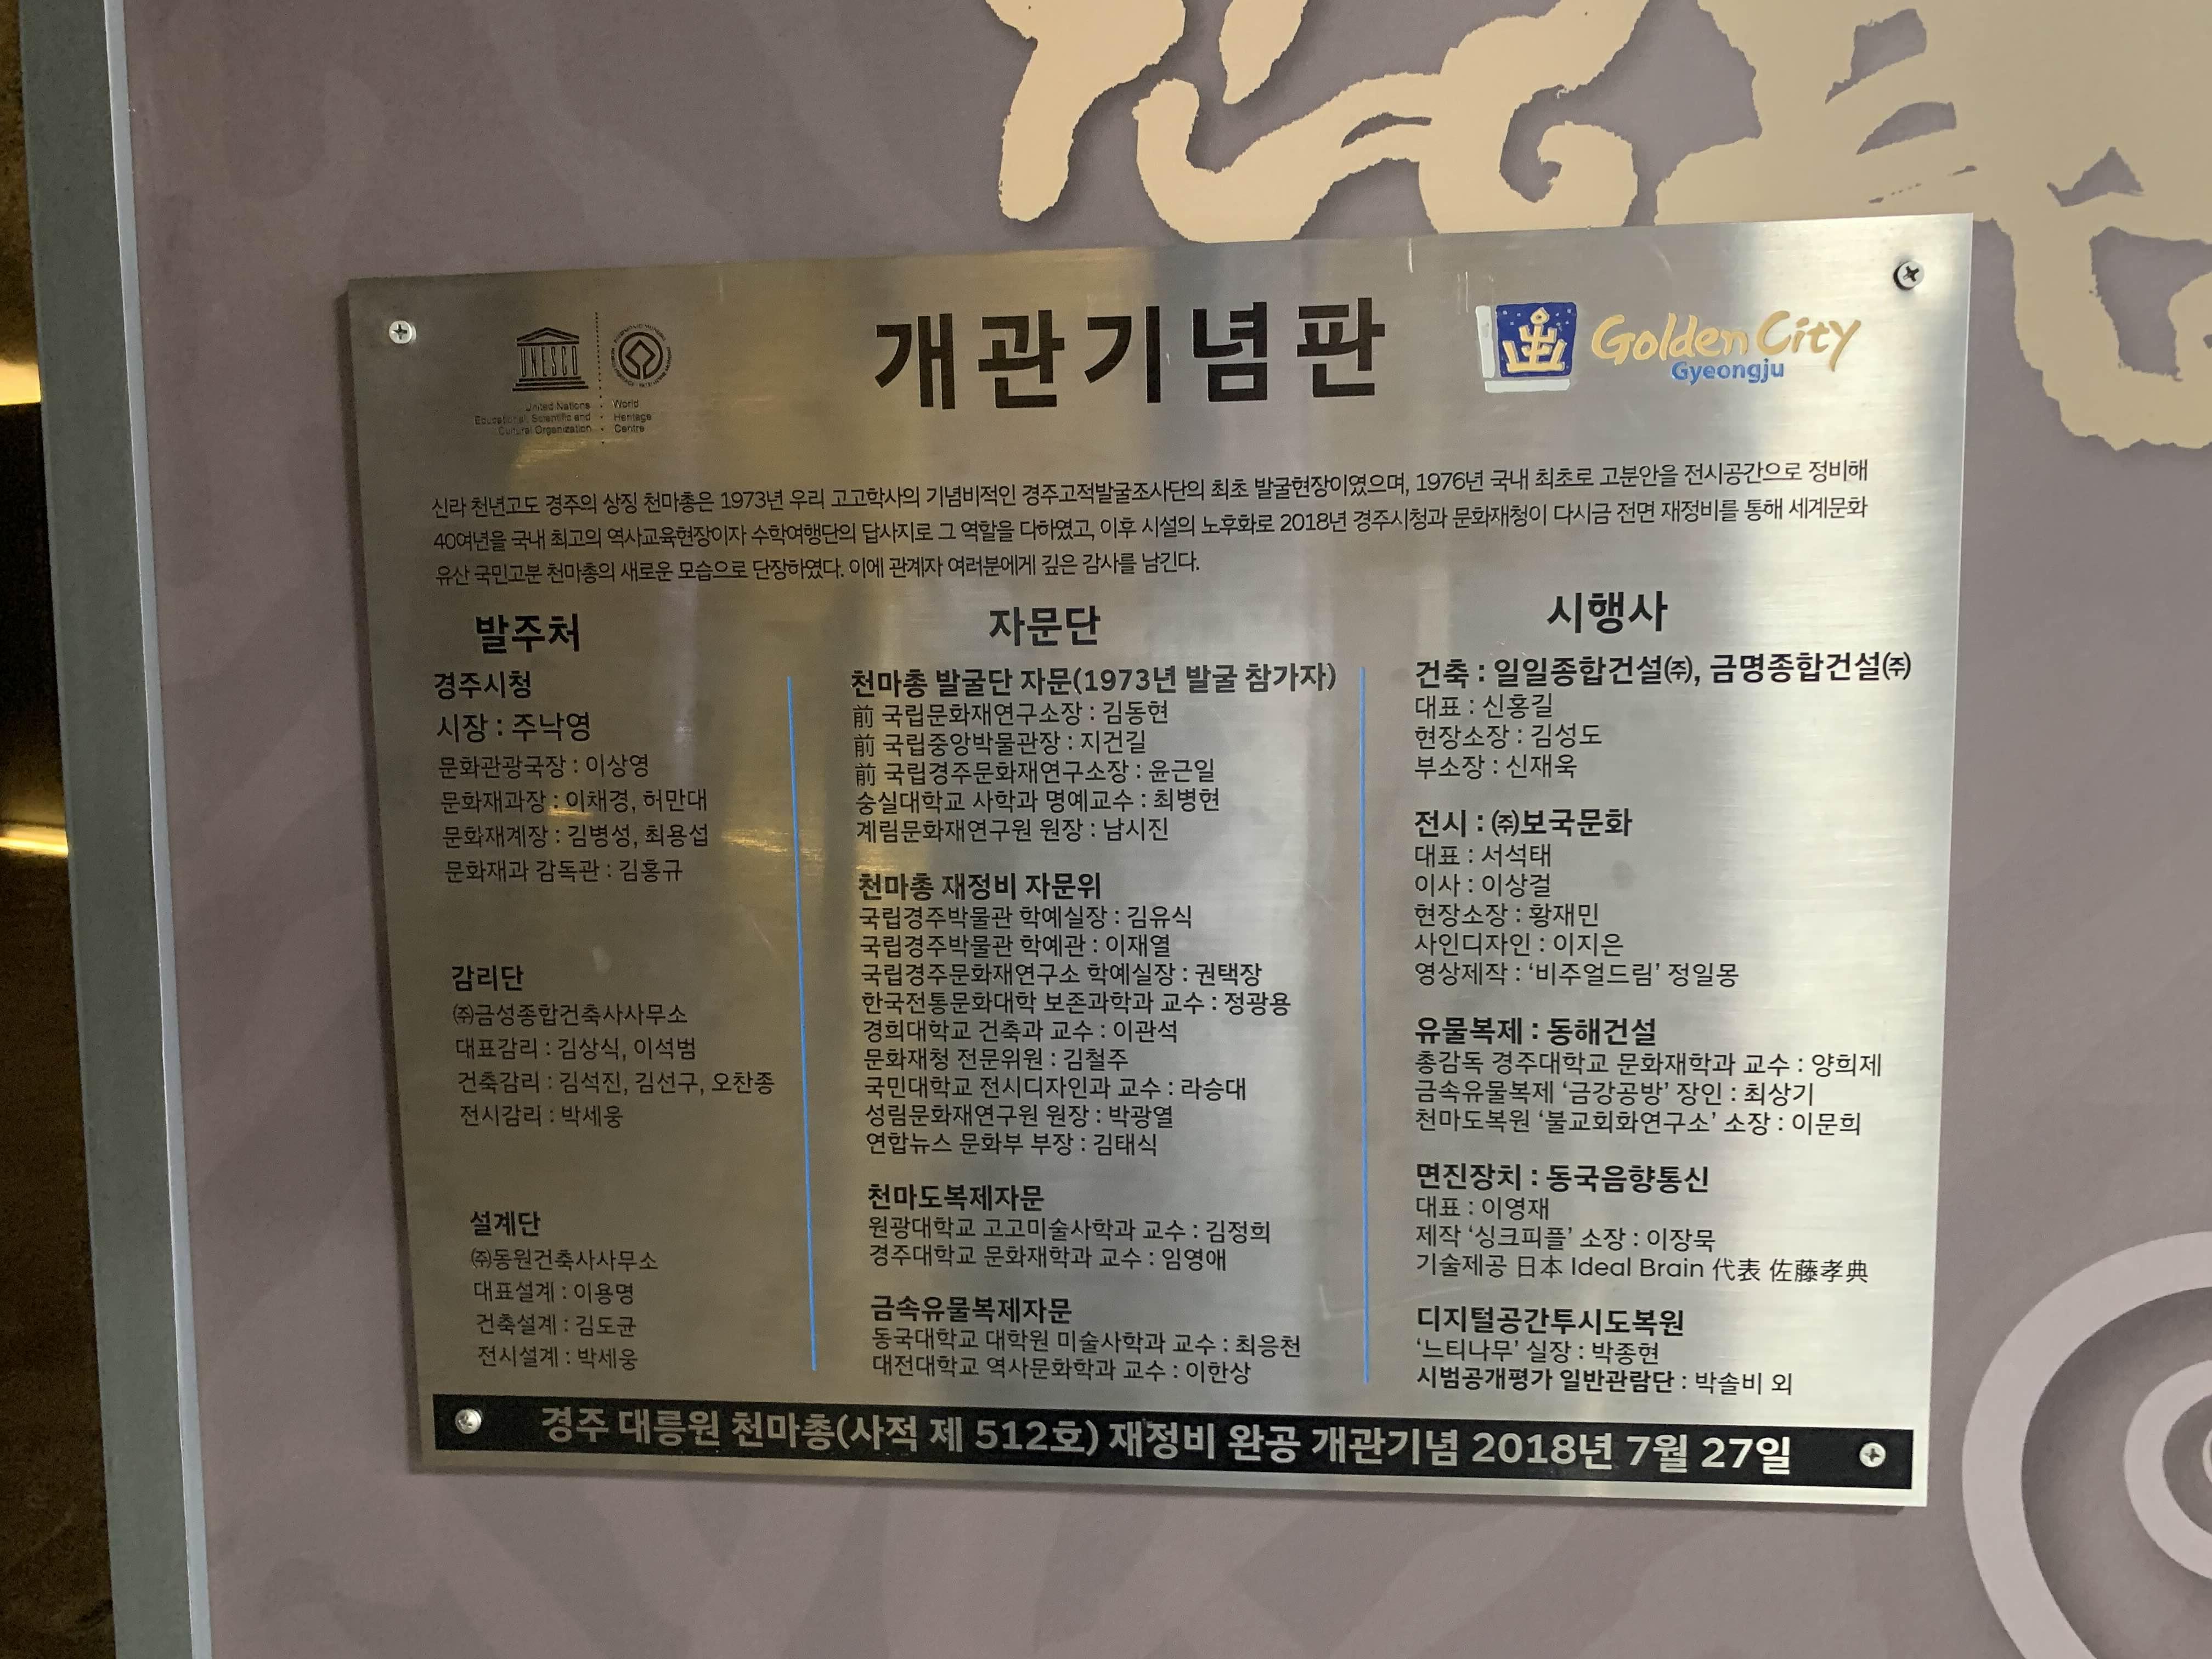 UNESCO
United Nations
Educational, Scientific and
Cultural Organization
World
Heritage
Centre
개관기념판
Golden City
Gyeongju
신라 천년고도 경주의 상징 천마총은 1973년 우리 고고학사의 기념비적인 경주고적발굴조사단의 최초 발굴현장이였으며, 1976년 국내 최초로 고분안을 전시공간으로 정비해
40여년을 국내 최고의 역사교육현장이자 수학여행단의 답사지로 그 역할을 다하였고, 이후 시설의 노후화로 2018년 경주시청과 문화재청이 다시금 전면 재정비를 통해 세계문화
유산 국민고분 천마총의 새로운 모습으로 단장하였다. 이에 관계자 여러분에게 깊은 감사를 남긴다.
발주처
경주시청
시장 : 주낙영
문화관광국장 : 이상영
문화재과장 : 이채경, 허만대
문화재계장 : 김병성, 최용섭
문화재과 감독관 : 김홍규
감리단
㈜금성종합건축사사무소
대표감리 : 김상식, 이석범
건축감리 : 김석진, 김선구, 오찬종
전시감리 : 박세웅
설계단
㈜동원건축사사무소
대표설계 : 이용명
건축설계 : 김도균
전시설계 : 박세웅
자문단
천마총 발굴단 자문(1973년 발굴 참가자)
前 국립문화재연구소장 : 김동현
前 국립중앙박물관장 : 지건길
前 국립경주문화재연구소장 : 윤근일
숭실대학교 사학과 명예교수 : 최병현
계림문화재연구원 원장 : 남시진
천마총 재정비 자문위
국립경주박물관 학예실장 : 김유식
국립경주박물관 학예관 : 이재열
국립경주문화재연구소 학예실장 : 권택장
한국전통문화대학 보존과학과 교수 : 정광용
경희대학교 건축과 교수 : 이관석
문화재청 전문위원 : 김철주
국민대학교 전시디자인과 교수 : 라승대
성림문화재연구원 원장 : 박광열
연합뉴스 문화부 부장 : 김태식
천마도복제자문
원광대학교 고고미술사학과 교수 : 김정희
경주대학교 문화재학과 교수 : 임영애
금속유물복제자문
동국대학교 대학원 미술사학과 교수 : 최응천
대전대학교 역사문화학과 교수 : 이한상
시행사
건축 : 일일종합건설㈜, 금명종합건설㈜
대표 : 신홍길
현장소장 : 김성도
부소장 : 신재욱
전시 : ㈜보국문화
대표 : 서석태
이사 : 이상걸
현장소장 : 황재민
사인디자인 : 이지은
영상제작 : ‘비주얼드림’ 정일몽
유물복제 : 동해건설
총감독 경주대학교 문화재학과 교수 : 양희제
금속유물복제 ‘금강공방’ 장인 : 최상기
천마도복원 ‘불교회화연구소’ 소장 : 이문희
면진장치 : 동국음향통신
대표 : 이영재
제작 ‘싱크피플’ 소장 : 이장묵
기술제공 日本 Ideal Brain 代表 佐藤孝典
디지털공간투시도복원
‘느티나무’ 실장 : 박종현
시범공개평가 일반관람단 : 박솔비 외
경주 대릉원 천마총(사적 제 512호) 재정비 완공 개관기념 2018년 7월 27일